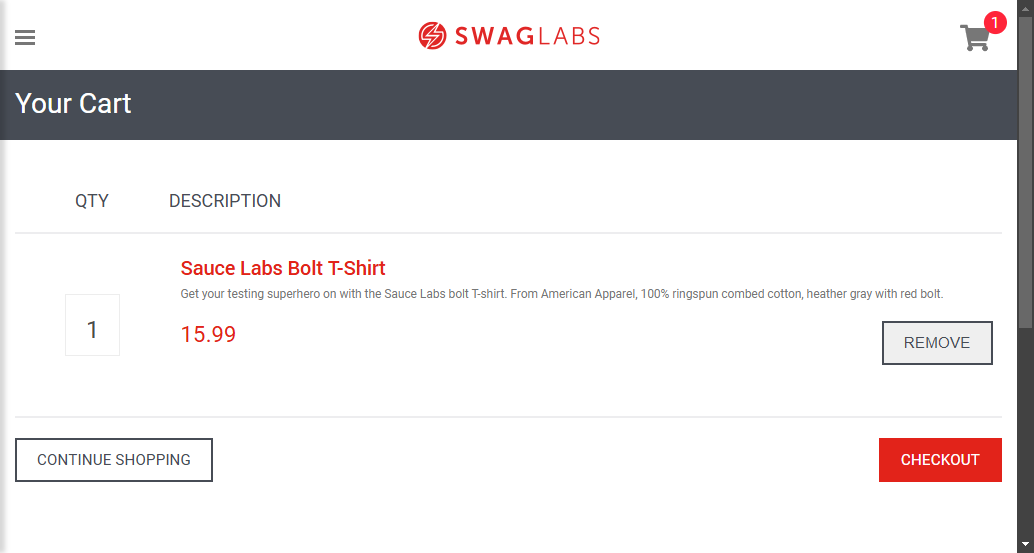 SWAGLABS
1
Your Cart
QTY DESCRIPTION
Sauce Labs Bolt T-Shirt
Get your testing superhero on with the Sauce Labs bolt T-shirt. From American Apparel, 100% ringspun combed cotton, heather gray with red bolt.
1
15.99
REMOVE
CONTINUE SHOPPING
CHECKOUT